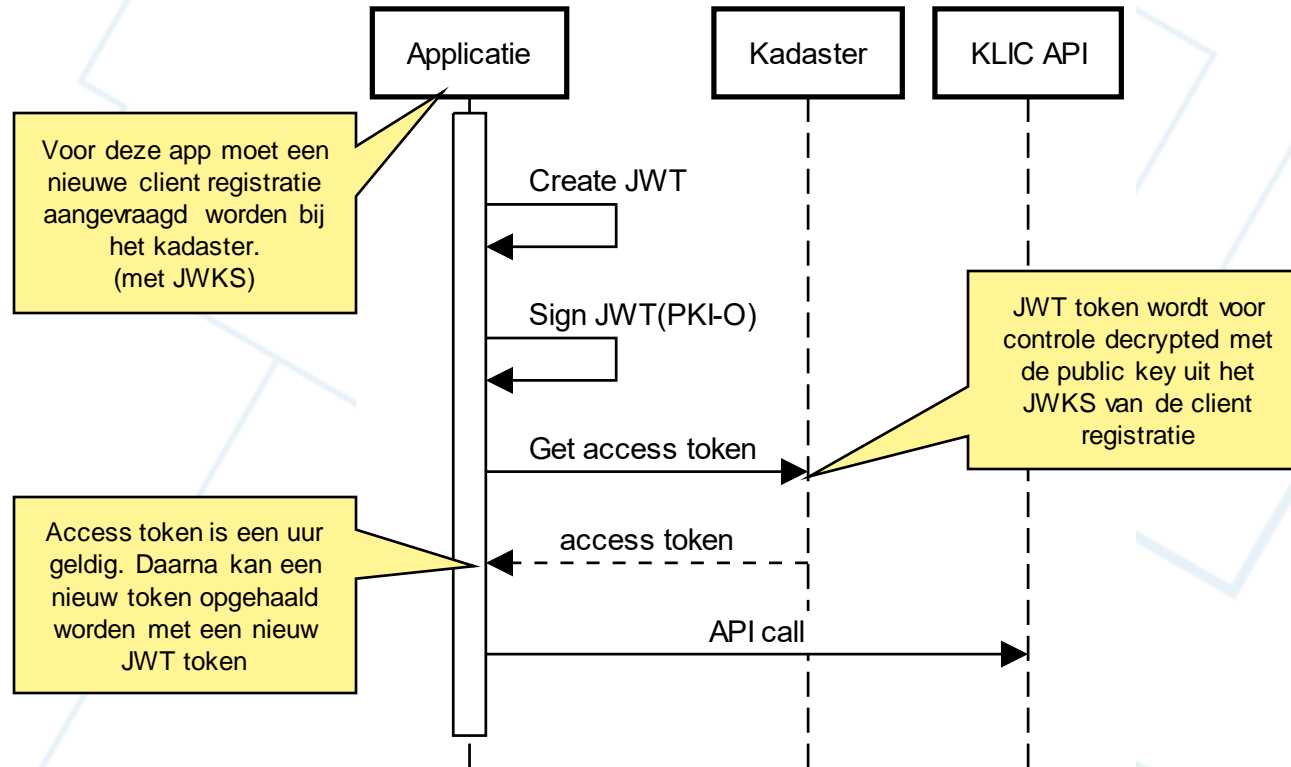 Applicatie
Kadaster
KLIC API
Voor deze app moet een
nieuwe client registratie
aangevraagd worden bij
het kadaster.
(met JWKS)
Create JWT
Sign JWT(PKI-O)
JWT token wordt voor
controle decrypted met
de public key uit het
JWKS van de client
registratie
Get access token
Access token is een uur
geldig. Daarna kan een
nieuw token opgehaald
worden met een nieuw
JWT token
access token
API call